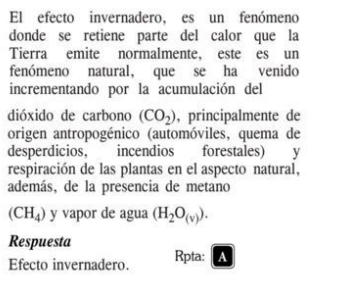 El efecto invernadero, es un fenómeno
donde se retiene parte del calor que la
Tierra emite normalmente, este es un
fenómeno natural, que se ha venido
incrementando por la acumulación del
dióxido de carbono (CO₂), principalmente de
origen antropogénico (automóviles, quema de
desperdicios, incendios forestales) y
respiración de las plantas en el aspecto natural,
además, de la presencia de metano
(CH₄) y vapor de agua (H₂O₍ᵥ₎).
Respuesta
Efecto invernadero.
Rpta: A